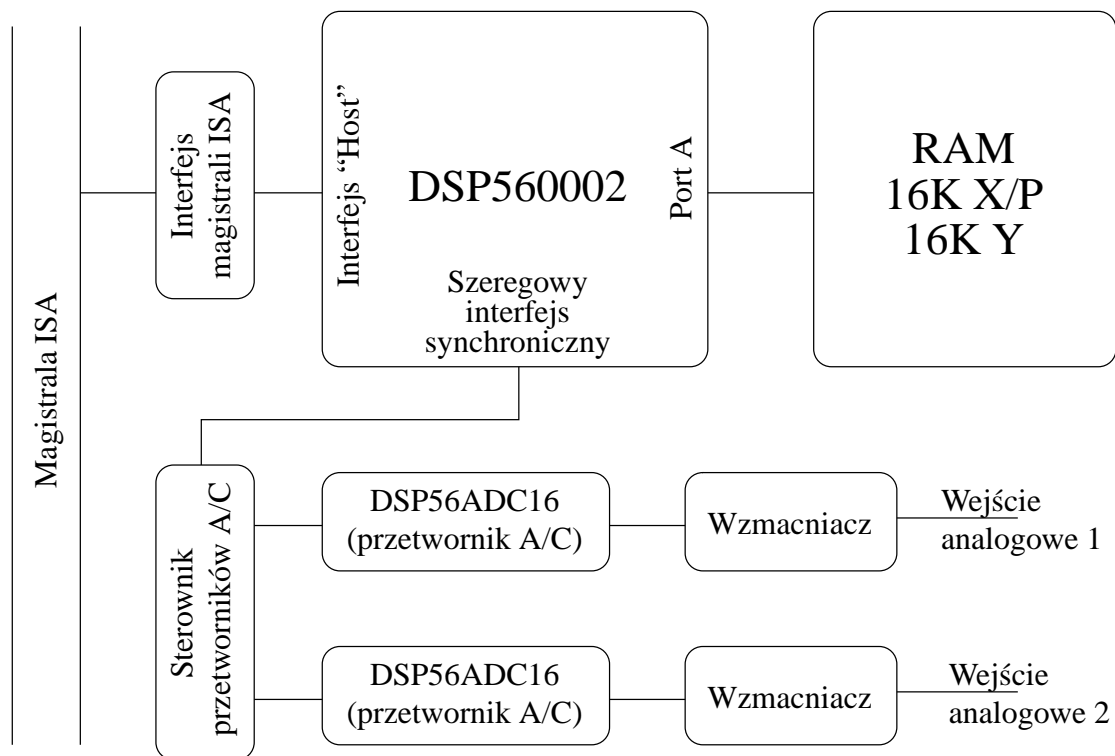 Magistrala ISA
Interfejs
magistrali ISA
Interfejs “Host”
DSP560002
Port A
Szeregowy
interfejs
synchroniczny
RAM
16K X/P
16K Y
Sterownik
przetworników A/C
DSP56ADC16
(przetwornik A/C)
Wzmacniacz
Wejście
analogowe 1
DSP56ADC16
(przetwornik A/C)
Wzmacniacz
Wejście
analogowe 2